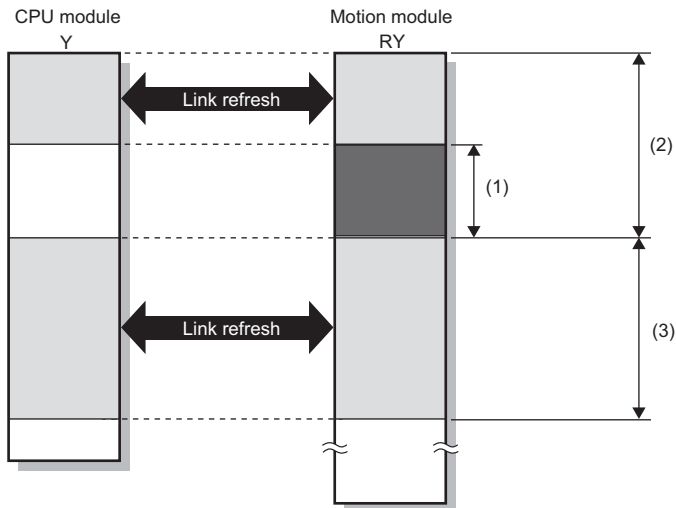 CPU module
Y
Motion module
RY
Link refresh
(2)
(1)
Link refresh
(3)